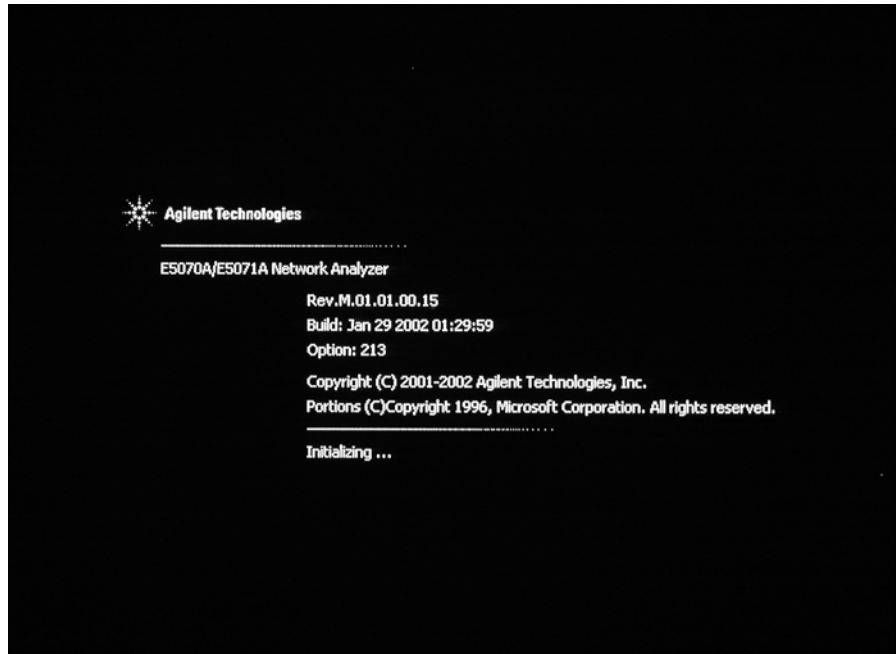 Agilent Technologies
E5070A/E5071A Network Analyzer
Rev.M.01.01.00.15
Build: Jan 29 2002 01:29:59
Option: 213
Copyright (C) 2001-2002 Agilent Technologies, Inc.
Portions (C)Copyright 1996, Microsoft Corporation. All rights reserved.
Initializing ...